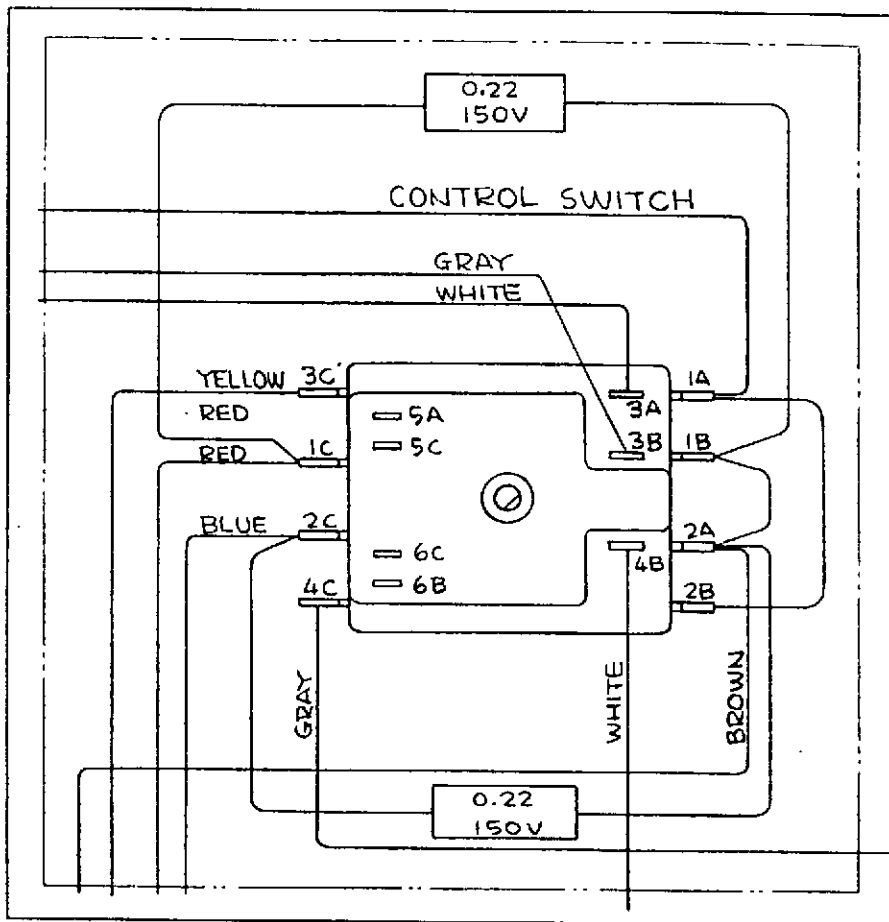 0.22
150V
CONTROL SWITCH
GRAY
WHITE
YELLOW 3C
RED
1A
3A
5A
5C
3B
1B
RED 1C
BLUE 2C
2A
6C
4B
6B
4C
2B
GRAY
WHITE
BROWN
0.22
150V